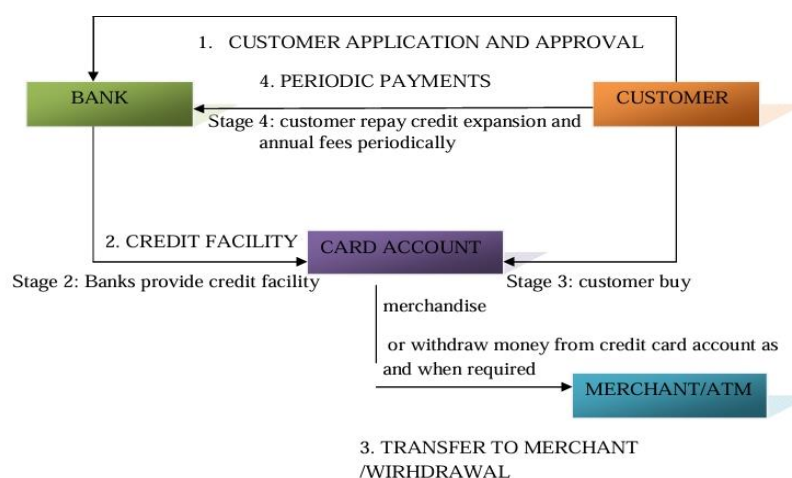 1. CUSTOMER APPLICATION AND APPROVAL
4. PERIODIC PAYMENTS
BANK
CUSTOMER
Stage 4: customer repay credit expansion and
annual fees periodically
2. CREDIT FACILITY
CARD ACCOUNT
Stage 2: Banks provide credit facility
Stage 3: customer buy
merchandise
or withdraw money from credit card account as
and when required
MERCHANT/ATM
3. TRANSFER TO MERCHANT
/WIRHDRAWAL